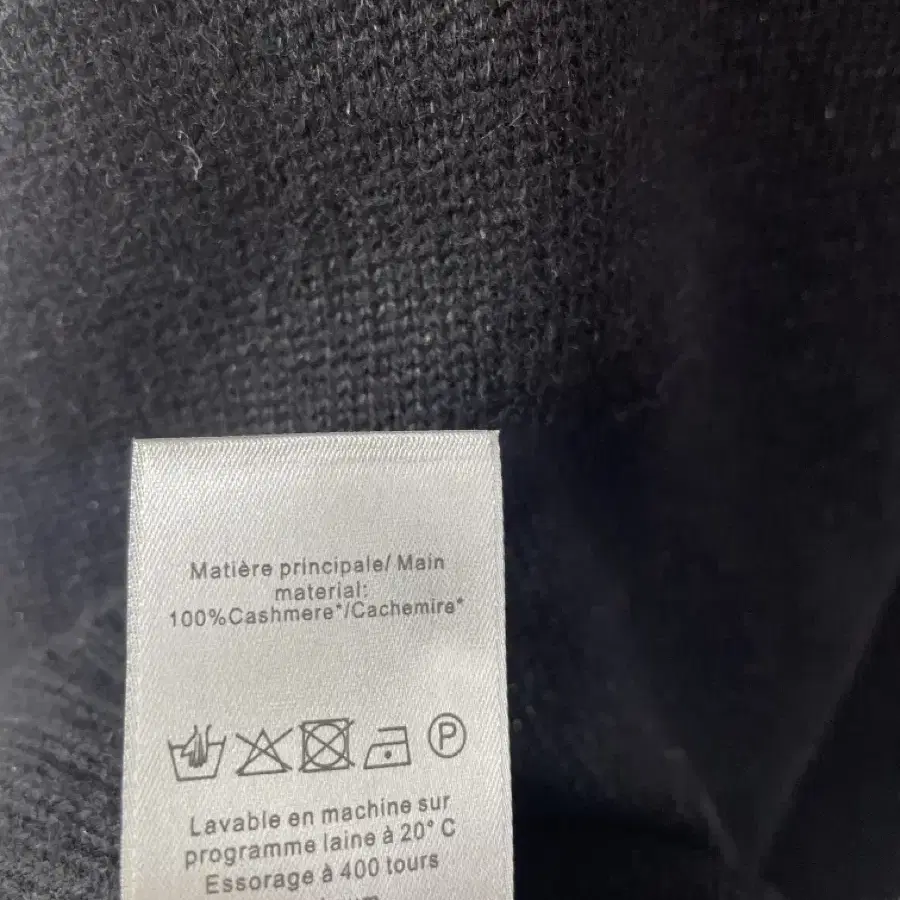 Matière principale/ Main
material:
100%Cashmere*/Cachemire*
P
Lavable en machine sur
programme laine à 20° C
Essorage à 400 tours